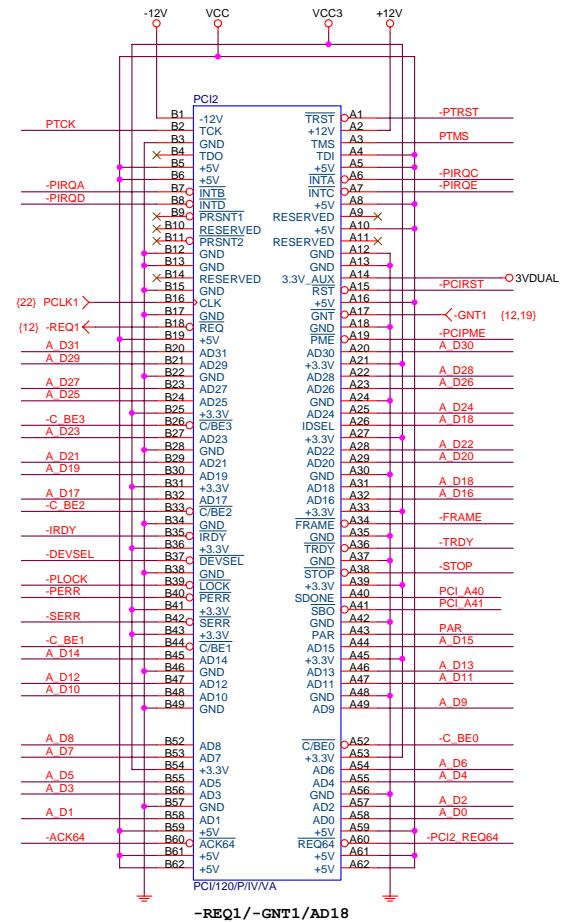 -12V VCC VCC3 +12V
PCI2
B1 -12V TRST A1 -PTRST
PTCK B2 TCK +12V A2
B3 GND TMS A3 PTMS
B4 TDO TDI A4
B5 +5V +5V A5
B6 +5V INTA A6 -PIRQC
-PIRQA B7 INTB INTC A7 -PIRQE
-PIRQD B8 INTD +5V A8
B9 PRSNT1 RESERVED A9
B10 RESERVED +5V A10
B11 PRSNT2 RESERVED A11
B12 GND GND A12
B13 GND GND A13
B14 RESERVED 3.3V_AUX A14 3VDUAL
B15 GND RST A15 -PCIRST
{22} PCLK1 B16 CLK +5V A16
B17 GND GNT A17 -GNT1 {12,19}
{12} -REQ1 B18 REQ GND A18
B19 +5V PME A19 -PCIPME
A_D31 B20 AD31 AD30 A20 A_D30
A_D29 B21 AD29 +3.3V A21
B22 GND AD28 A22 A_D28
A_D27 B23 AD27 AD26 A23 A_D26
A_D25 B24 AD25 GND A24
B25 +3.3V AD24 A25 A_D24
-C_BE3 B26 C/BE3 IDSEL A26 A_D18
A_D23 B27 AD23 +3.3V A27
B28 GND AD22 A28 A_D22
A_D21 B29 AD21 AD20 A29 A_D20
A_D19 B30 AD19 GND A30
B31 +3.3V AD18 A31 A_D18
A_D17 B32 AD17 AD16 A32 A_D16
-C_BE2 B33 C/BE2 +3.3V A33
B34 GND FRAME A34 -FRAME
-IRDY B35 IRDY GND A35
B36 +3.3V TRDY A36 -TRDY
-DEVSEL B37 DEVSEL GND A37
B38 GND STOP A38 -STOP
-PLOCK B39 LOCK +3.3V A39
-PERR B40 PERR SDONE A40 PCI_A40
B41 +3.3V SBO A41 PCI_A41
-SERR B42 SERR GND A42
B43 +3.3V PAR A43 PAR
-C_BE1 B44 C/BE1 AD15 A44 A_D15
A_D14 B45 AD14 +3.3V A45
B46 GND AD13 A46 A_D13
A_D12 B47 AD12 AD11 A47 A_D11
A_D10 B48 AD10 GND A48
B49 GND AD9 A49 A_D9
A_D8 B52 AD8 C/BE0 A52 -C_BE0
A_D7 B53 AD7 +3.3V A53
B54 +3.3V AD6 A54 A_D6
A_D5 B55 AD5 AD4 A55 A_D4
A_D3 B56 AD3 GND A56
B57 GND AD2 A57 A_D2
A_D1 B58 AD1 AD0 A58 A_D0
B59 +5V +5V A59
-ACK64 B60 ACK64 REQ64 A60 -PCI2_REQ64
B61 +5V +5V A61
B62 +5V +5V A62
PCI/120/P/IV/VA
-REQ1/-GNT1/AD18